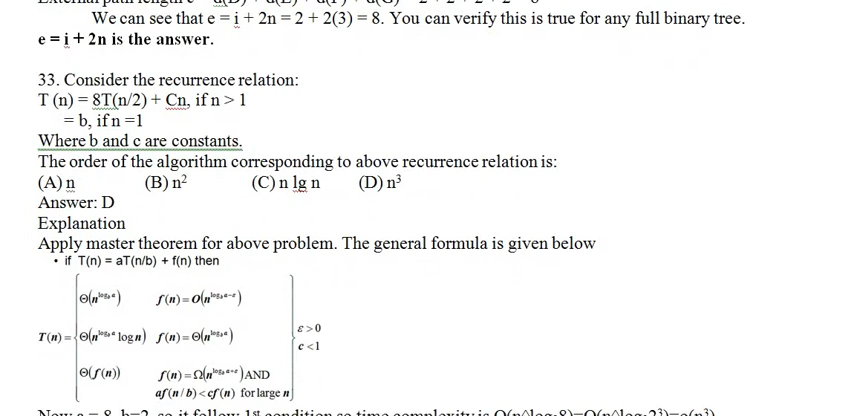 We can see that e = i + 2n = 2 + 2(3) = 8. You can verify this is true for any full binary tree.
e = i + 2n is the answer.
33. Consider the recurrence relation:
T (n) = 8T(n/2) + Cn, if n > 1
= b, if n =1
Where b and c are constants.
The order of the algorithm corresponding to above recurrence relation is:
(A) n (B) n² (C) n lg n (D) n³
Answer: D
Explanation
Apply master theorem for above problem. The general formula is given below
• if T(n) = aT(n/b) + f(n) then
Θ(n^{log_b a}) f(n) = O(n^{log_b a-ε})
T(n) = { Θ(n^{log_b a} log n) f(n) = Θ(n^{log_b a}) } ε > 0
c < 1
Θ(f(n)) f(n) = Ω(n^{log_b a+ε}) AND
af(n/b) < cf(n) for large n